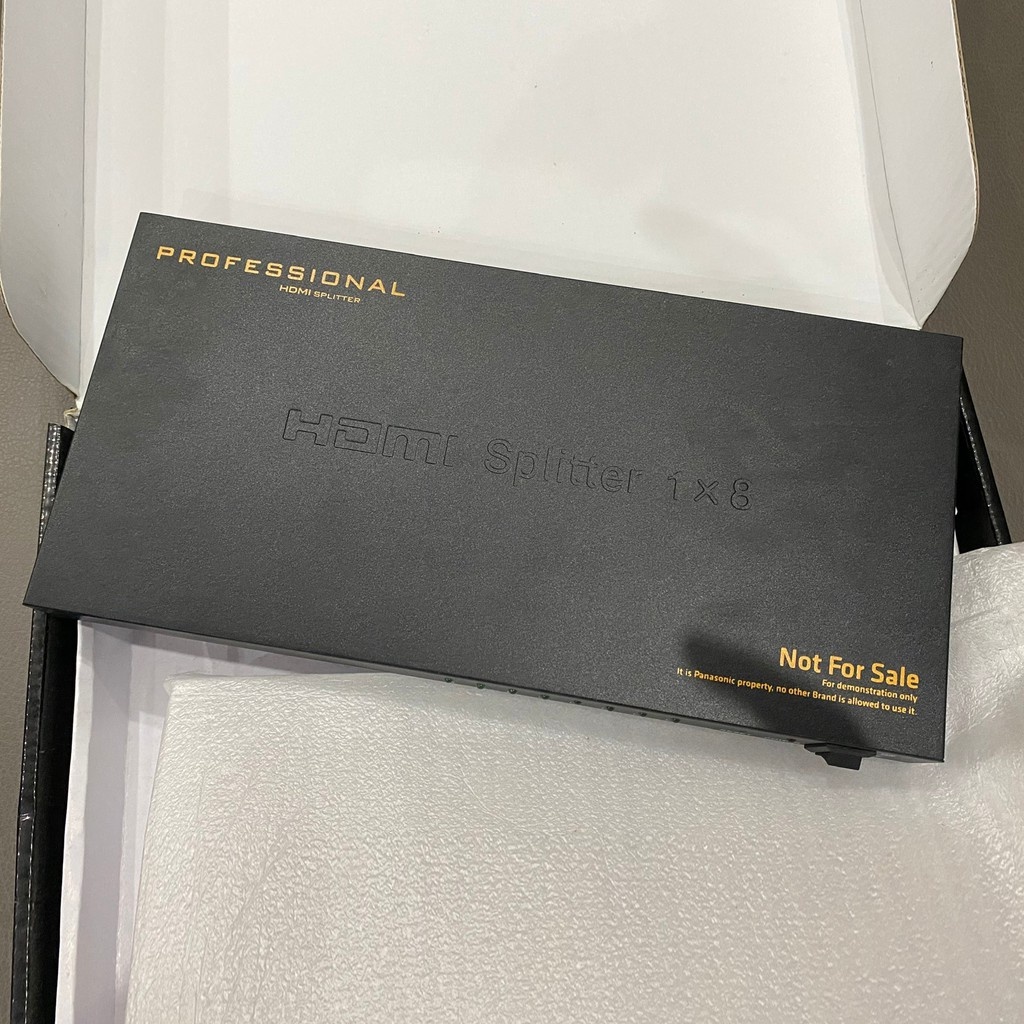 PROFESSIONAL
HDMI SPLITTER
HDMI Splitter 1×8
Not For Sale
For demonstration only
It is Panasonic property, no other Brand is allowed to use it.